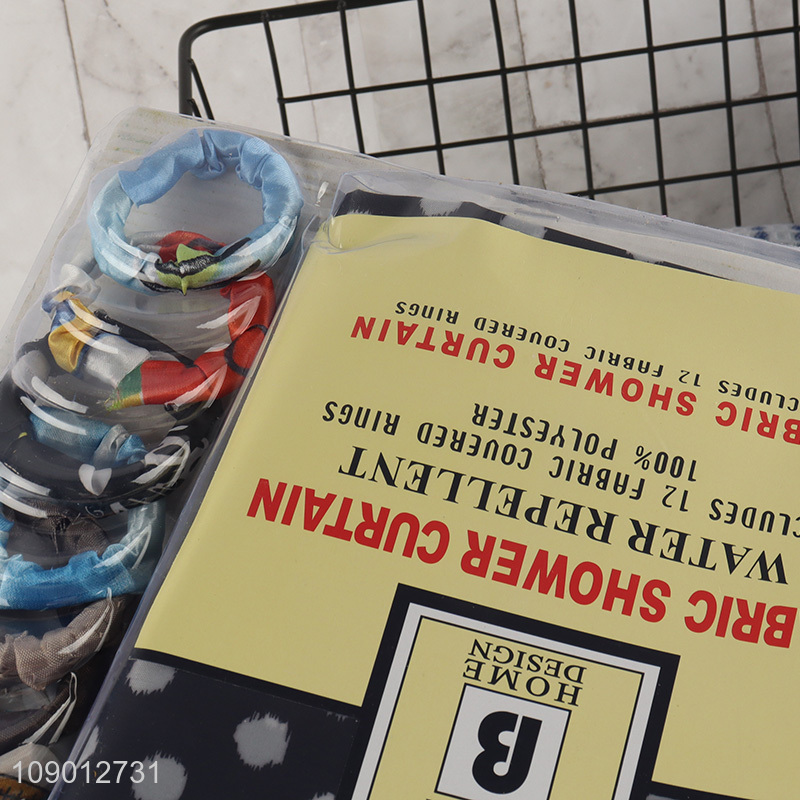 CLUDES 12 FABRIC COVERED RINGS
BRIC SHOWER CURTAIN
100% POLYESTER
CLUDES 12 FABRIC COVERED RINGS
WATER REPELLENT
BRIC SHOWER CURTAIN
HOME
DESIGN
B
109012731